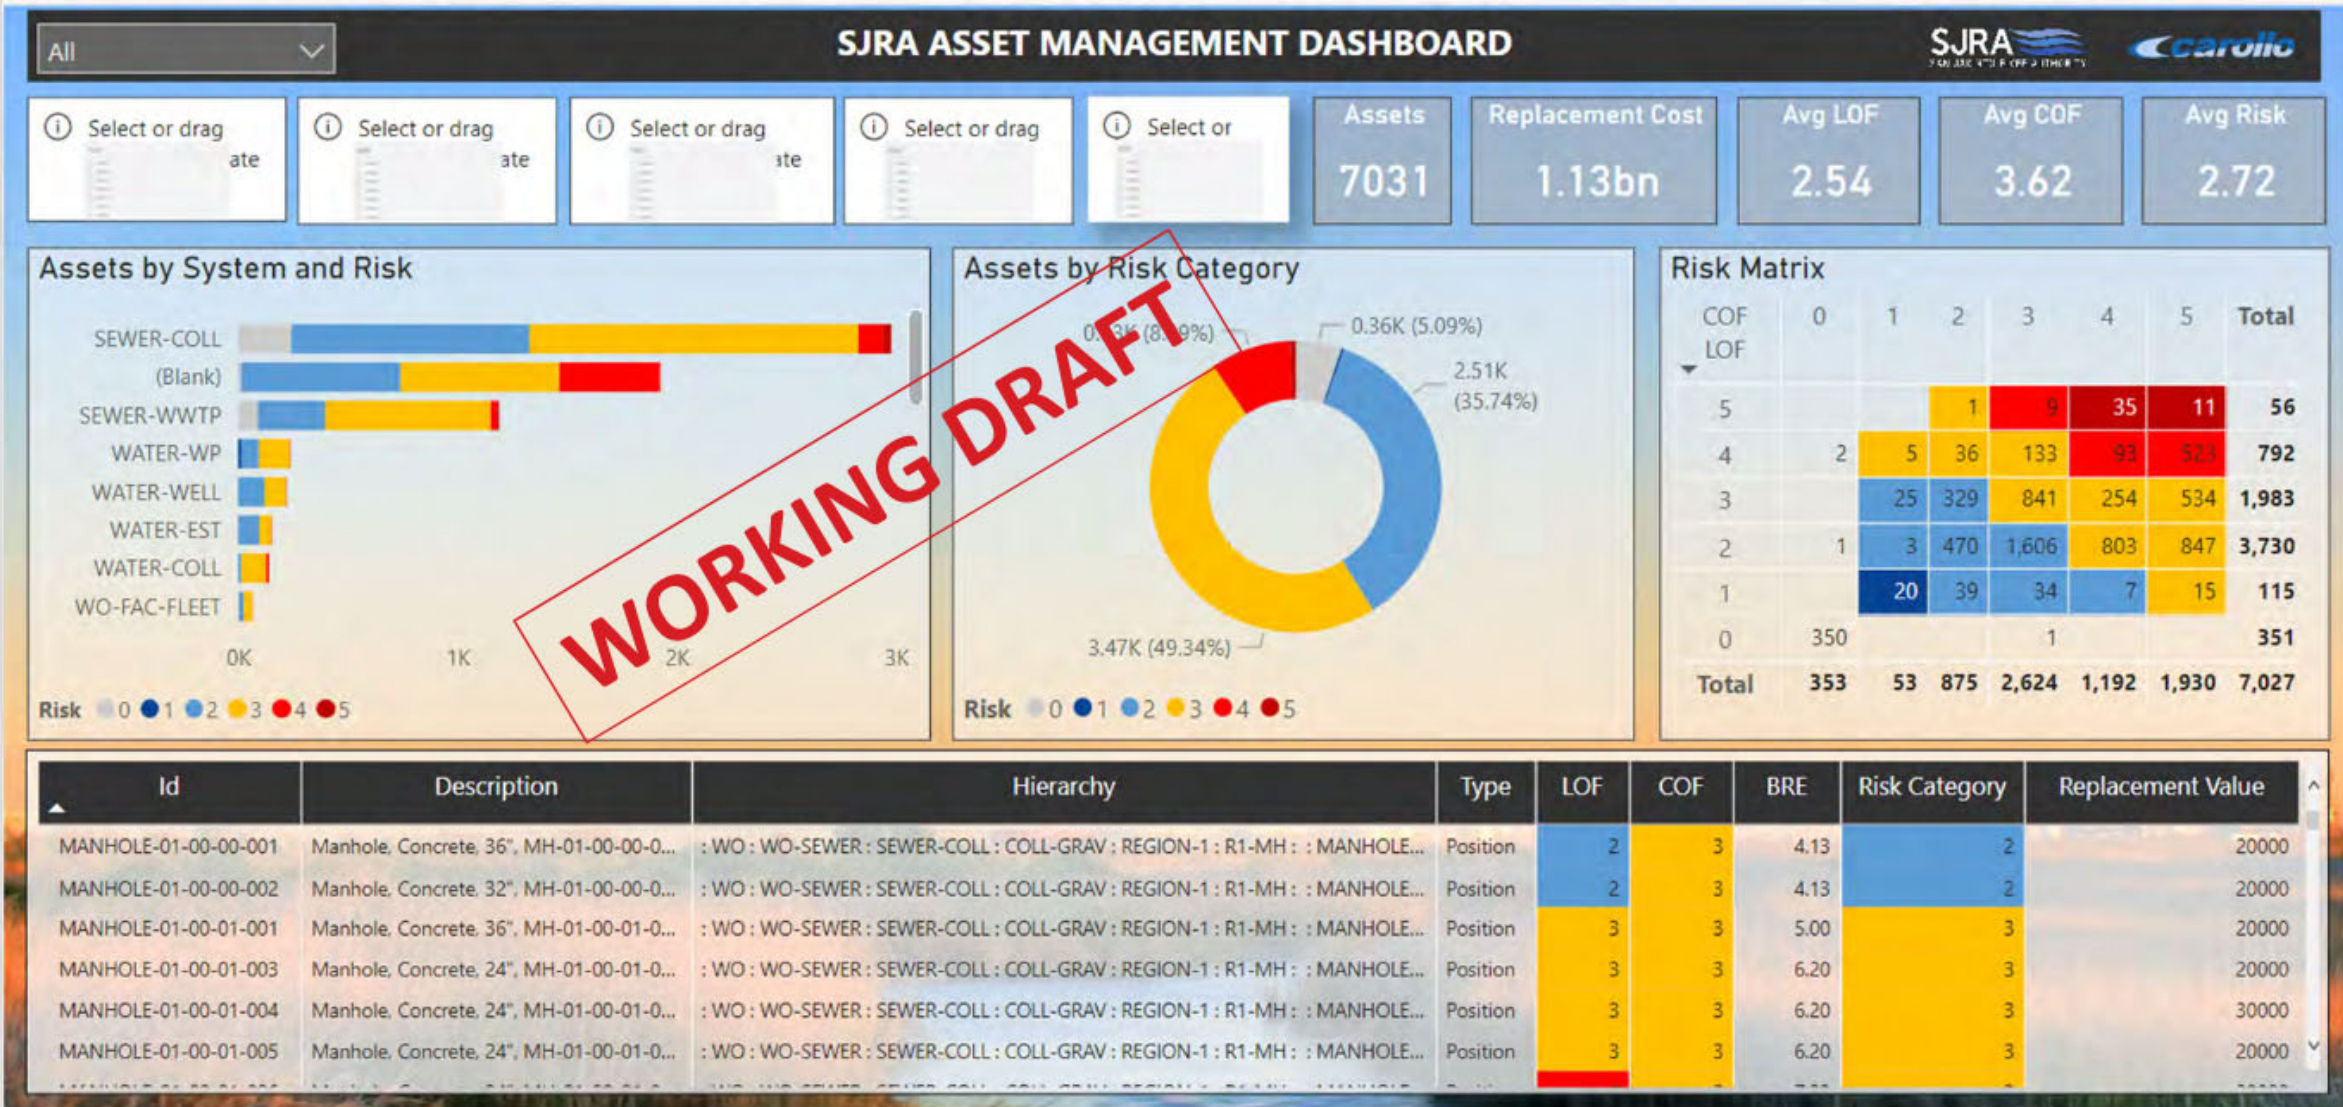 All
SJRA ASSET MANAGEMENT DASHBOARD
SJRA
carollo
Select or drag
ate
Select or drag
ate
Select or drag
ate
Select or drag
Select or
Assets
7031
Replacement Cost
1.13bn
Avg LOF
2.54
Avg COF
3.62
Avg Risk
2.72
Assets by System and Risk
SEWER-COLL
(Blank)
SEWER-WWTP
WATER-WP
WATER-WELL
WATER-EST
WATER-COLL
WO-FAC-FLEET
0K 1K 2K 3K
Risk 0 1 2 3 4 5
WORKING DRAFT
Assets by Risk Category
0.36K (5.09%)
2.51K
(35.74%)
3.47K (49.34%)
Risk 0 1 2 3 4 5
Risk Matrix
COF 0 1 2 3 4 5 Total
LOF
5 1 9 35 11 56
4 2 5 36 133 93 523 792
3 25 329 841 254 534 1,983
2 1 3 470 1,606 803 847 3,730
1 20 39 34 7 15 115
0 350 1 351
Total 353 53 875 2,624 1,192 1,930 7,027
Id Description Hierarchy Type LOF COF BRE Risk Category Replacement Value
MANHOLE-01-00-00-001 Manhole, Concrete, 36", MH-01-00-00-0... : WO : WO-SEWER : SEWER-COLL : COLL-GRAV : REGION-1 : R1-MH : : MANHOLE... Position 2 3 4.13 2 20000
MANHOLE-01-00-00-002 Manhole, Concrete, 32", MH-01-00-00-0... : WO : WO-SEWER : SEWER-COLL : COLL-GRAV : REGION-1 : R1-MH : : MANHOLE... Position 2 3 4.13 2 20000
MANHOLE-01-00-01-001 Manhole, Concrete, 36", MH-01-00-01-0... : WO : WO-SEWER : SEWER-COLL : COLL-GRAV : REGION-1 : R1-MH : : MANHOLE... Position 3 3 5.00 3 20000
MANHOLE-01-00-01-003 Manhole, Concrete, 24", MH-01-00-01-0... : WO : WO-SEWER : SEWER-COLL : COLL-GRAV : REGION-1 : R1-MH : : MANHOLE... Position 3 3 6.20 3 20000
MANHOLE-01-00-01-004 Manhole, Concrete, 24", MH-01-00-01-0... : WO : WO-SEWER : SEWER-COLL : COLL-GRAV : REGION-1 : R1-MH : : MANHOLE... Position 3 3 6.20 3 30000
MANHOLE-01-00-01-005 Manhole, Concrete, 24", MH-01-00-01-0... : WO : WO-SEWER : SEWER-COLL : COLL-GRAV : REGION-1 : R1-MH : : MANHOLE... Position 3 3 6.20 3 20000